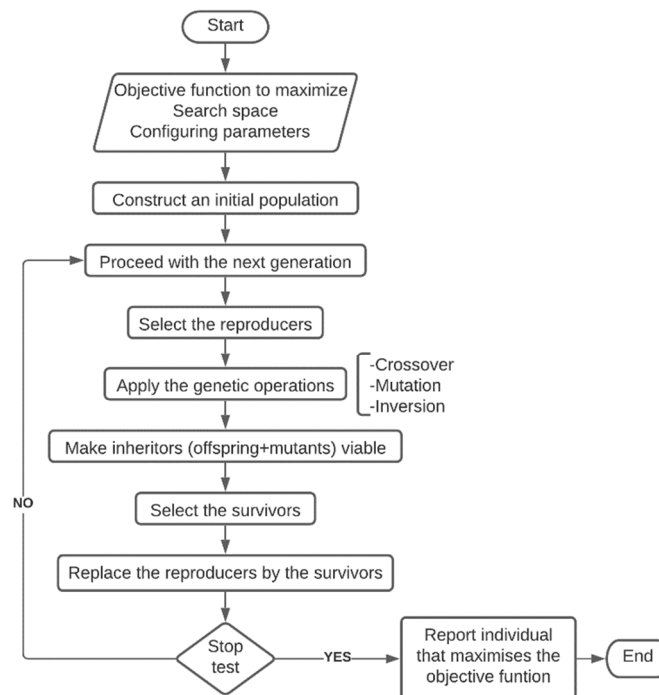 Start
Objective function to maximize
Search space
Configuring parameters
Construct an initial population
Proceed with the next generation
Select the reproducers
Apply the genetic operations
-Crossover
-Mutation
-Inversion
Make inheritors (offspring+mutants) viable
Select the survivors
Replace the reproducers by the survivors
NO
Stop
test
YES
Report individual
that maximises the
objective funtion
End